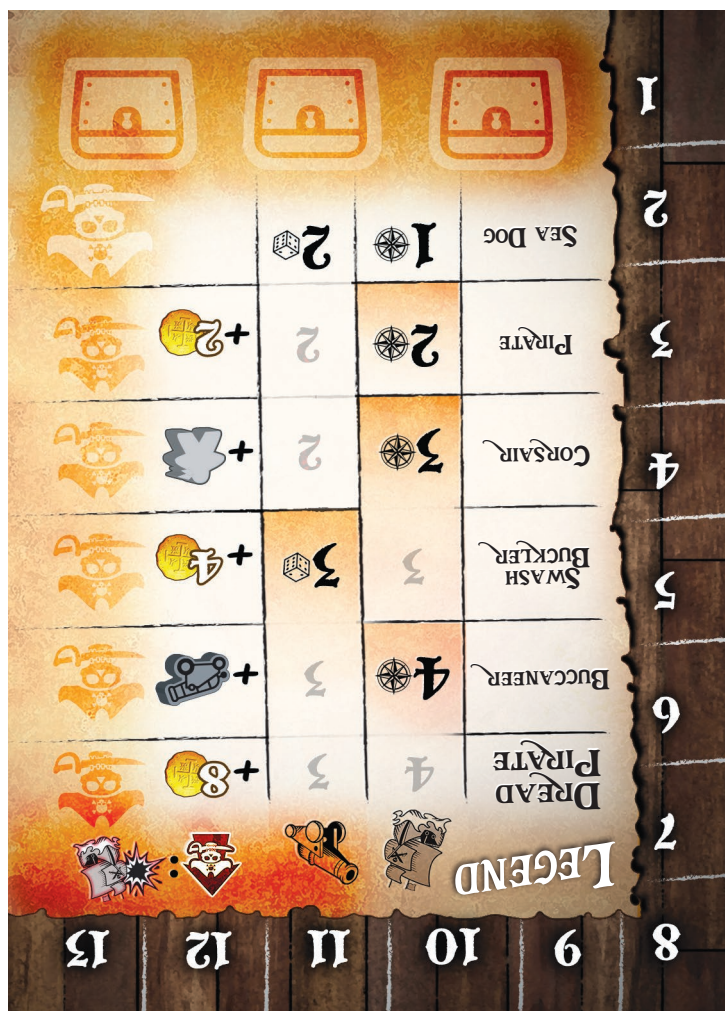 8 9 10 11 12 13
LEGEND :
7
DREAD
PIRATE 4 3 +8
6 BUCCANEER 4 3 +
5 SWASH
BUCKLER 3 3 +4
4 CORSAIR 3 2 +
3 PIRATE 2 2 +2
2 SEA DOG 1 2
1